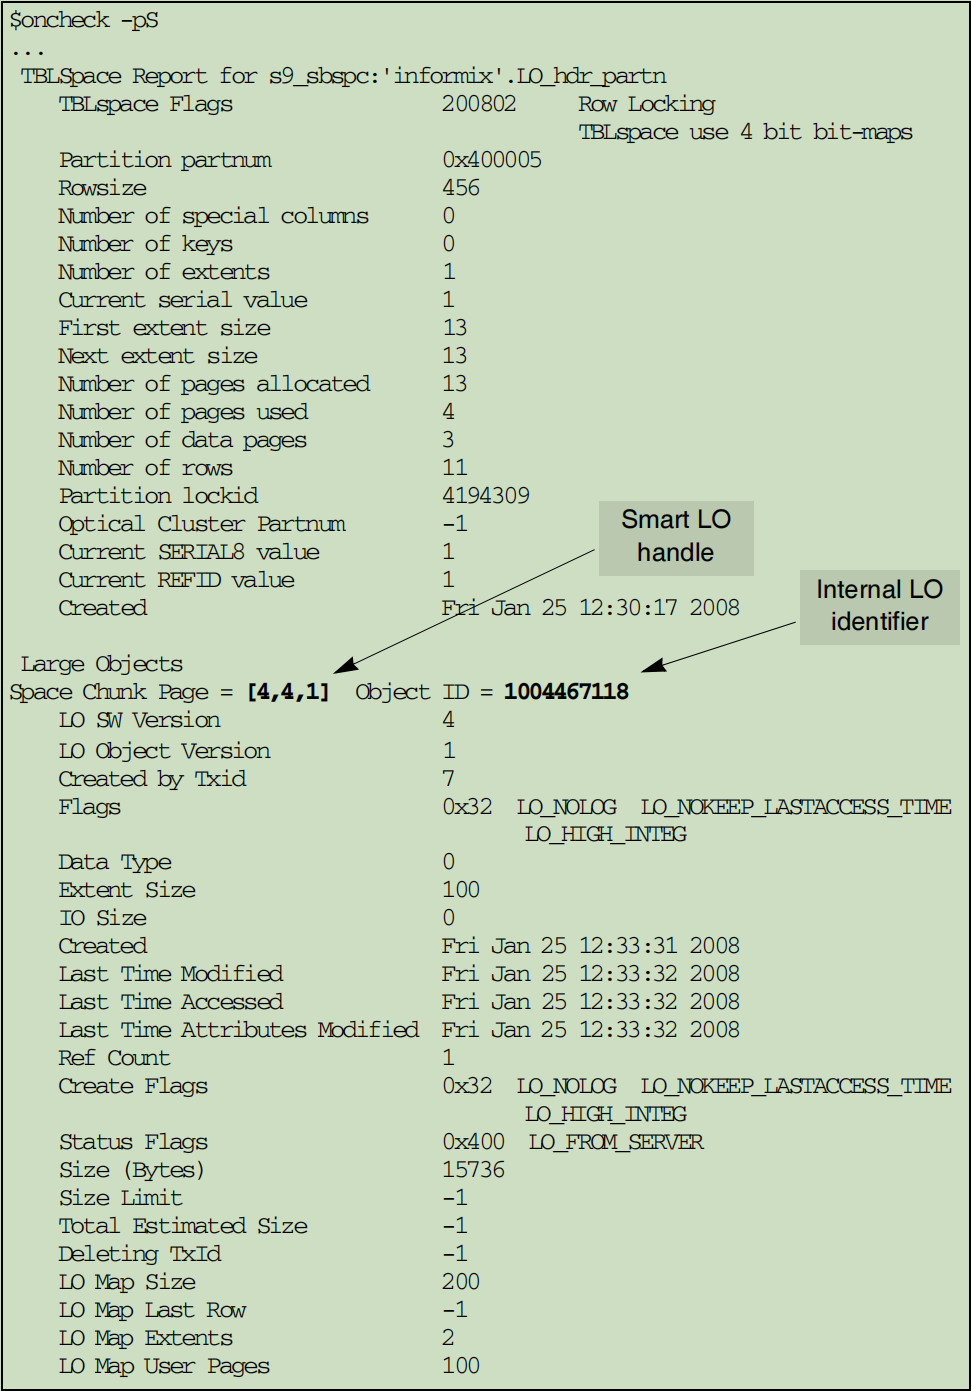 $oncheck -pS
...
TBLSpace Report for s9_sbspc:'informix'.LO_hdr_partn
TBLspace Flags 200802 Row Locking
TBLspace use 4 bit bit-maps
Partition partnum 0x400005
Rowsize 456
Number of special columns 0
Number of keys 0
Number of extents 1
Current serial value 1
First extent size 13
Next extent size 13
Number of pages allocated 13
Number of pages used 4
Number of data pages 3
Number of rows 11
Partition lockid 4194309
Optical Cluster Partnum -1
Current SERIAL8 value 1
Current REFID value 1
Created Fri Jan 25 12:30:17 2008
Smart LO
handle
Internal LO
identifier
Large Objects
Space Chunk Page = [4,4,1] Object ID = 1004467118
LO SW Version 4
LO Object Version 1
Created by Txid 7
Flags 0x32 LO_NOLOG LO_NOKEEP_LASTACCESS_TIME
LO_HIGH_INTEG
Data Type 0
Extent Size 100
IO Size 0
Created Fri Jan 25 12:33:31 2008
Last Time Modified Fri Jan 25 12:33:32 2008
Last Time Accessed Fri Jan 25 12:33:32 2008
Last Time Attributes Modified Fri Jan 25 12:33:32 2008
Ref Count 1
Create Flags 0x32 LO_NOLOG LO_NOKEEP_LASTACCESS_TIME
LO_HIGH_INTEG
Status Flags 0x400 LO_FROM_SERVER
Size (Bytes) 15736
Size Limit -1
Total Estimated Size -1
Deleting TxId -1
LO Map Size 200
LO Map Last Row -1
LO Map Extents 2
LO Map User Pages 100